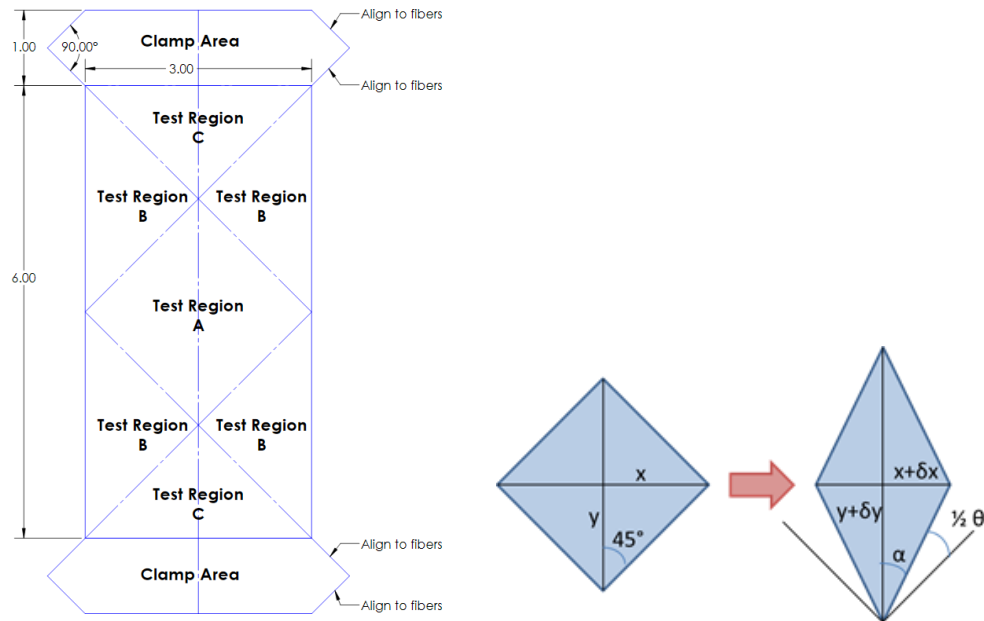 Align to fibers
Clamp Area
1.00
90.00°
3.00
Align to fibers
Test Region
C
Test Region
B
Test Region
B
6.00
Test Region
A
Test Region
B
Test Region
B
Test Region
C
Align to fibers
Clamp Area
Align to fibers
x
y
45°
x+δx
y+δy
½ θ
α